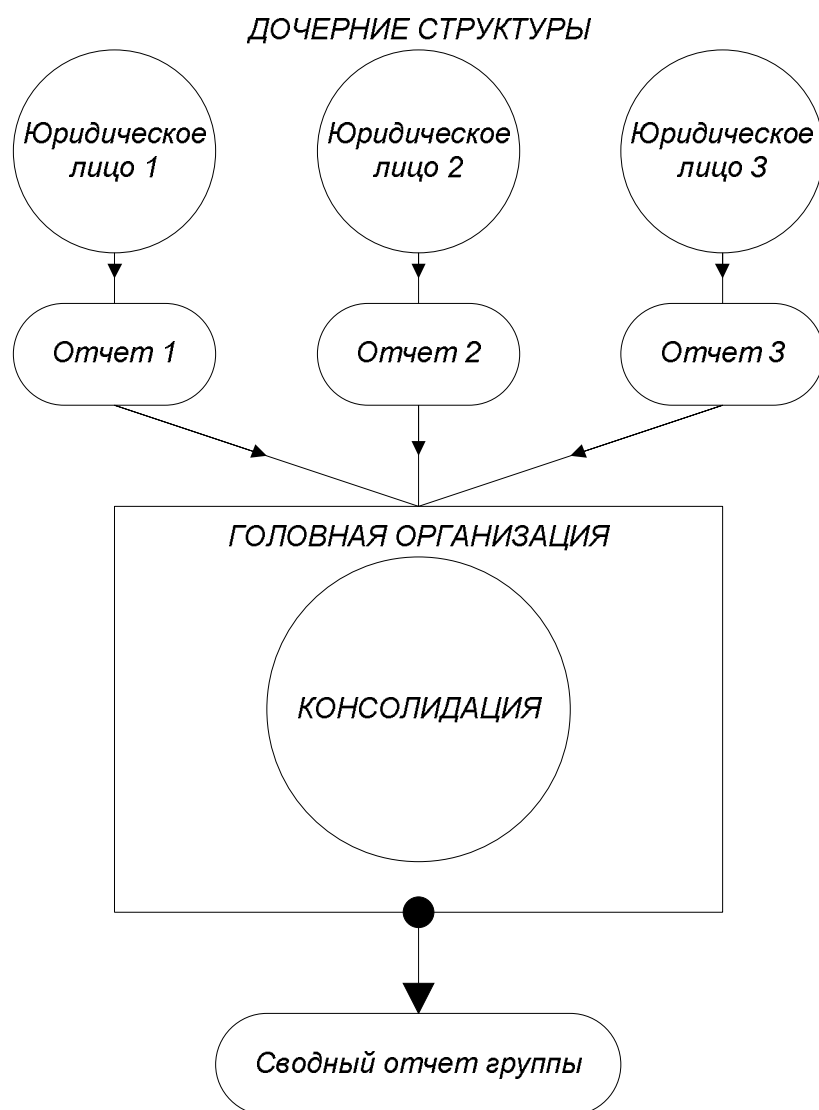 ДОЧЕРНИЕ СТРУКТУРЫ
Юридическое
лицо 1
Юридическое
лицо 2
Юридическое
лицо 3
Отчет 1
Отчет 2
Отчет 3
ГОЛОВНАЯ ОРГАНИЗАЦИЯ
КОНСОЛИДАЦИЯ
Сводный отчет группы